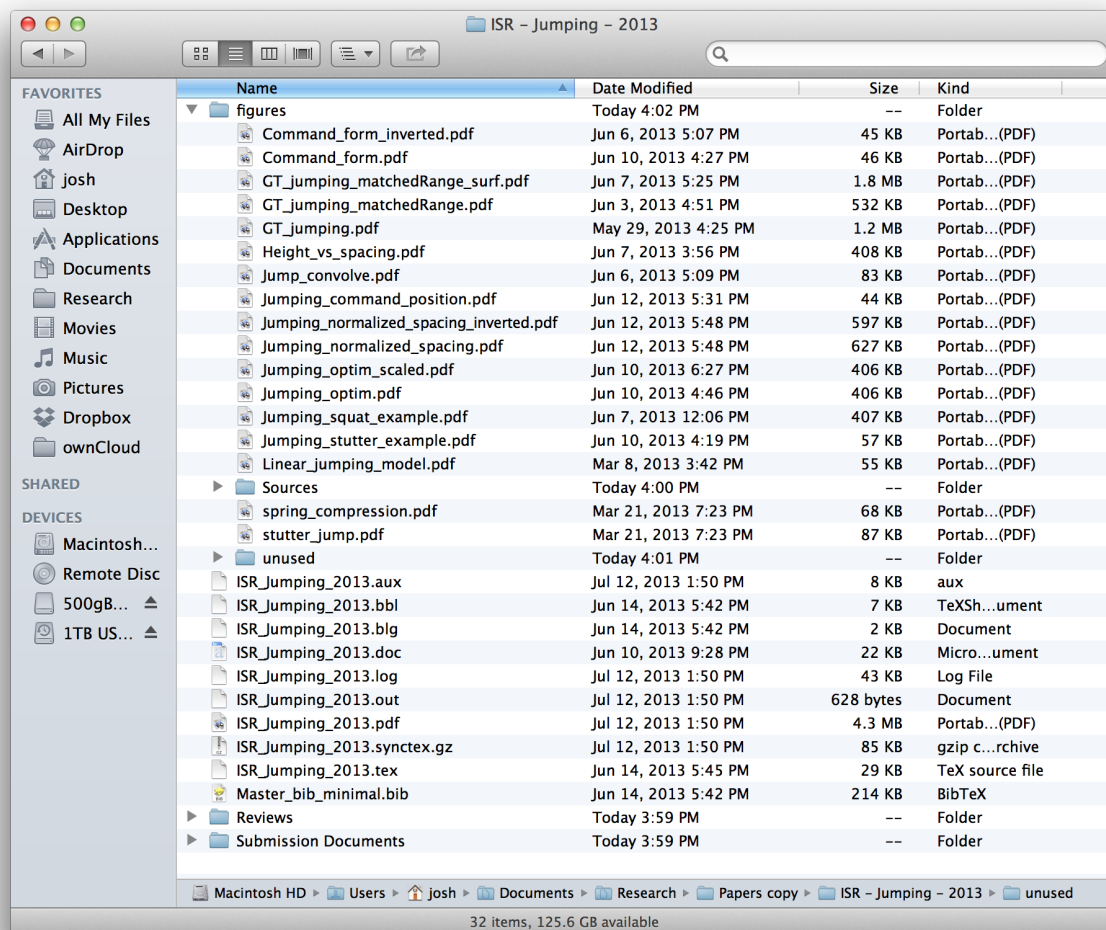 ISR - Jumping - 2013
FAVORITES
All My Files
AirDrop
josh
Desktop
Applications
Documents
Research
Movies
Music
Pictures
Dropbox
ownCloud
SHARED
DEVICES
Macintosh...
Remote Disc
500gB...
1TB US...
Name Date Modified Size Kind
figures Today 4:02 PM -- Folder
Command_form_inverted.pdf Jun 6, 2013 5:07 PM 45 KB Portab...(PDF)
Command_form.pdf Jun 10, 2013 4:27 PM 46 KB Portab...(PDF)
GT_jumping_matchedRange_surf.pdf Jun 7, 2013 5:25 PM 1.8 MB Portab...(PDF)
GT_jumping_matchedRange.pdf Jun 3, 2013 4:51 PM 532 KB Portab...(PDF)
GT_jumping.pdf May 29, 2013 4:25 PM 1.2 MB Portab...(PDF)
Height_vs_spacing.pdf Jun 7, 2013 3:56 PM 408 KB Portab...(PDF)
Jump_convolve.pdf Jun 6, 2013 5:09 PM 83 KB Portab...(PDF)
Jumping_command_position.pdf Jun 12, 2013 5:31 PM 44 KB Portab...(PDF)
Jumping_normalized_spacing_inverted.pdf Jun 12, 2013 5:48 PM 597 KB Portab...(PDF)
Jumping_normalized_spacing.pdf Jun 12, 2013 5:48 PM 627 KB Portab...(PDF)
Jumping_optim_scaled.pdf Jun 10, 2013 6:27 PM 406 KB Portab...(PDF)
Jumping_optim.pdf Jun 10, 2013 4:46 PM 406 KB Portab...(PDF)
Jumping_squat_example.pdf Jun 7, 2013 12:06 PM 407 KB Portab...(PDF)
Jumping_stutter_example.pdf Jun 10, 2013 4:19 PM 57 KB Portab...(PDF)
Linear_jumping_model.pdf Mar 8, 2013 3:42 PM 55 KB Portab...(PDF)
Sources Today 4:00 PM -- Folder
spring_compression.pdf Mar 21, 2013 7:23 PM 68 KB Portab...(PDF)
stutter_jump.pdf Mar 21, 2013 7:23 PM 87 KB Portab...(PDF)
unused Today 4:01 PM -- Folder
ISR_Jumping_2013.aux Jul 12, 2013 1:50 PM 8 KB aux
ISR_Jumping_2013.bbl Jun 14, 2013 5:42 PM 7 KB TeXSh...ument
ISR_Jumping_2013.blg Jun 14, 2013 5:42 PM 2 KB Document
ISR_Jumping_2013.doc Jun 10, 2013 9:28 PM 22 KB Micro...ument
ISR_Jumping_2013.log Jul 12, 2013 1:50 PM 43 KB Log File
ISR_Jumping_2013.out Jul 12, 2013 1:50 PM 628 bytes Document
ISR_Jumping_2013.pdf Jul 12, 2013 1:50 PM 4.3 MB Portab...(PDF)
ISR_Jumping_2013.synctex.gz Jul 12, 2013 1:50 PM 85 KB gzip c...rchive
ISR_Jumping_2013.tex Jun 14, 2013 5:45 PM 29 KB TeX source file
Master_bib_minimal.bib Jun 14, 2013 5:42 PM 214 KB BibTeX
Reviews Today 3:59 PM -- Folder
Submission Documents Today 3:59 PM -- Folder
Macintosh HD Users josh Documents Research Papers copy ISR - Jumping - 2013 unused
32 items, 125.6 GB available